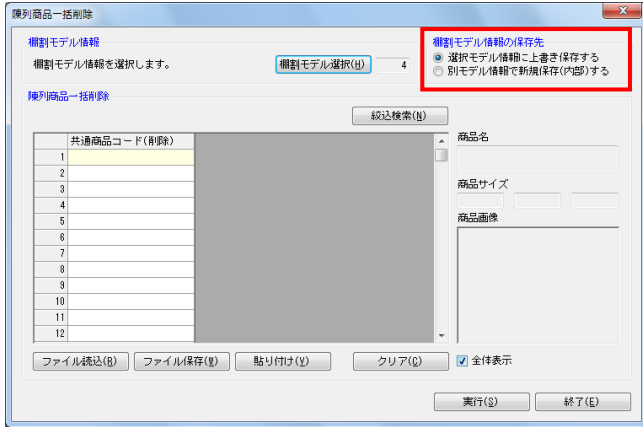 陳列商品一括削除
棚割モデル情報
棚割モデル情報を選択します。
棚割モデル選択(H)
4
棚割モデル情報の保存先
選択モデル情報に上書き保存する
別モデル情報で新規保存(内部)する
陳列商品一括削除
絞込検索(N)
共通商品コード(削除)
1
2
3
4
5
6
7
8
9
10
11
12
商品名
商品サイズ
商品画像
ファイル読込(R)
ファイル保存(W)
貼り付け(V)
クリア(C)
全体表示
実行(S)
終了(E)